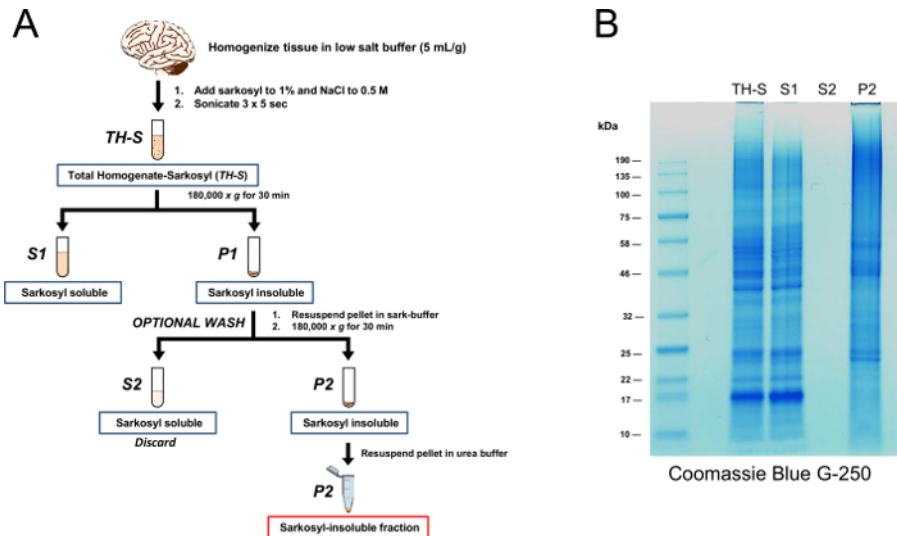 A
Homogenize tissue in low salt buffer (5 mL/g)
1. Add sarkosyl to 1% and NaCl to 0.5 M
2. Sonicate 3 x 5 sec
TH-S
Total Homogenate-Sarkosyl (TH-S)
180,000 x g for 30 min
S1
P1
Sarkosyl soluble
Sarkosyl insoluble
OPTIONAL WASH
1. Resuspend pellet in sark-buffer
2. 180,000 x g for 30 min
S2
P2
Sarkosyl soluble
Sarkosyl insoluble
Discard
Resuspend pellet in urea buffer
P2
Sarkosyl-insoluble fraction
B
TH-S S1 S2 P2
kDa
190
135
100
75
58
46
32
25
22
17
10
Coomassie Blue G-250